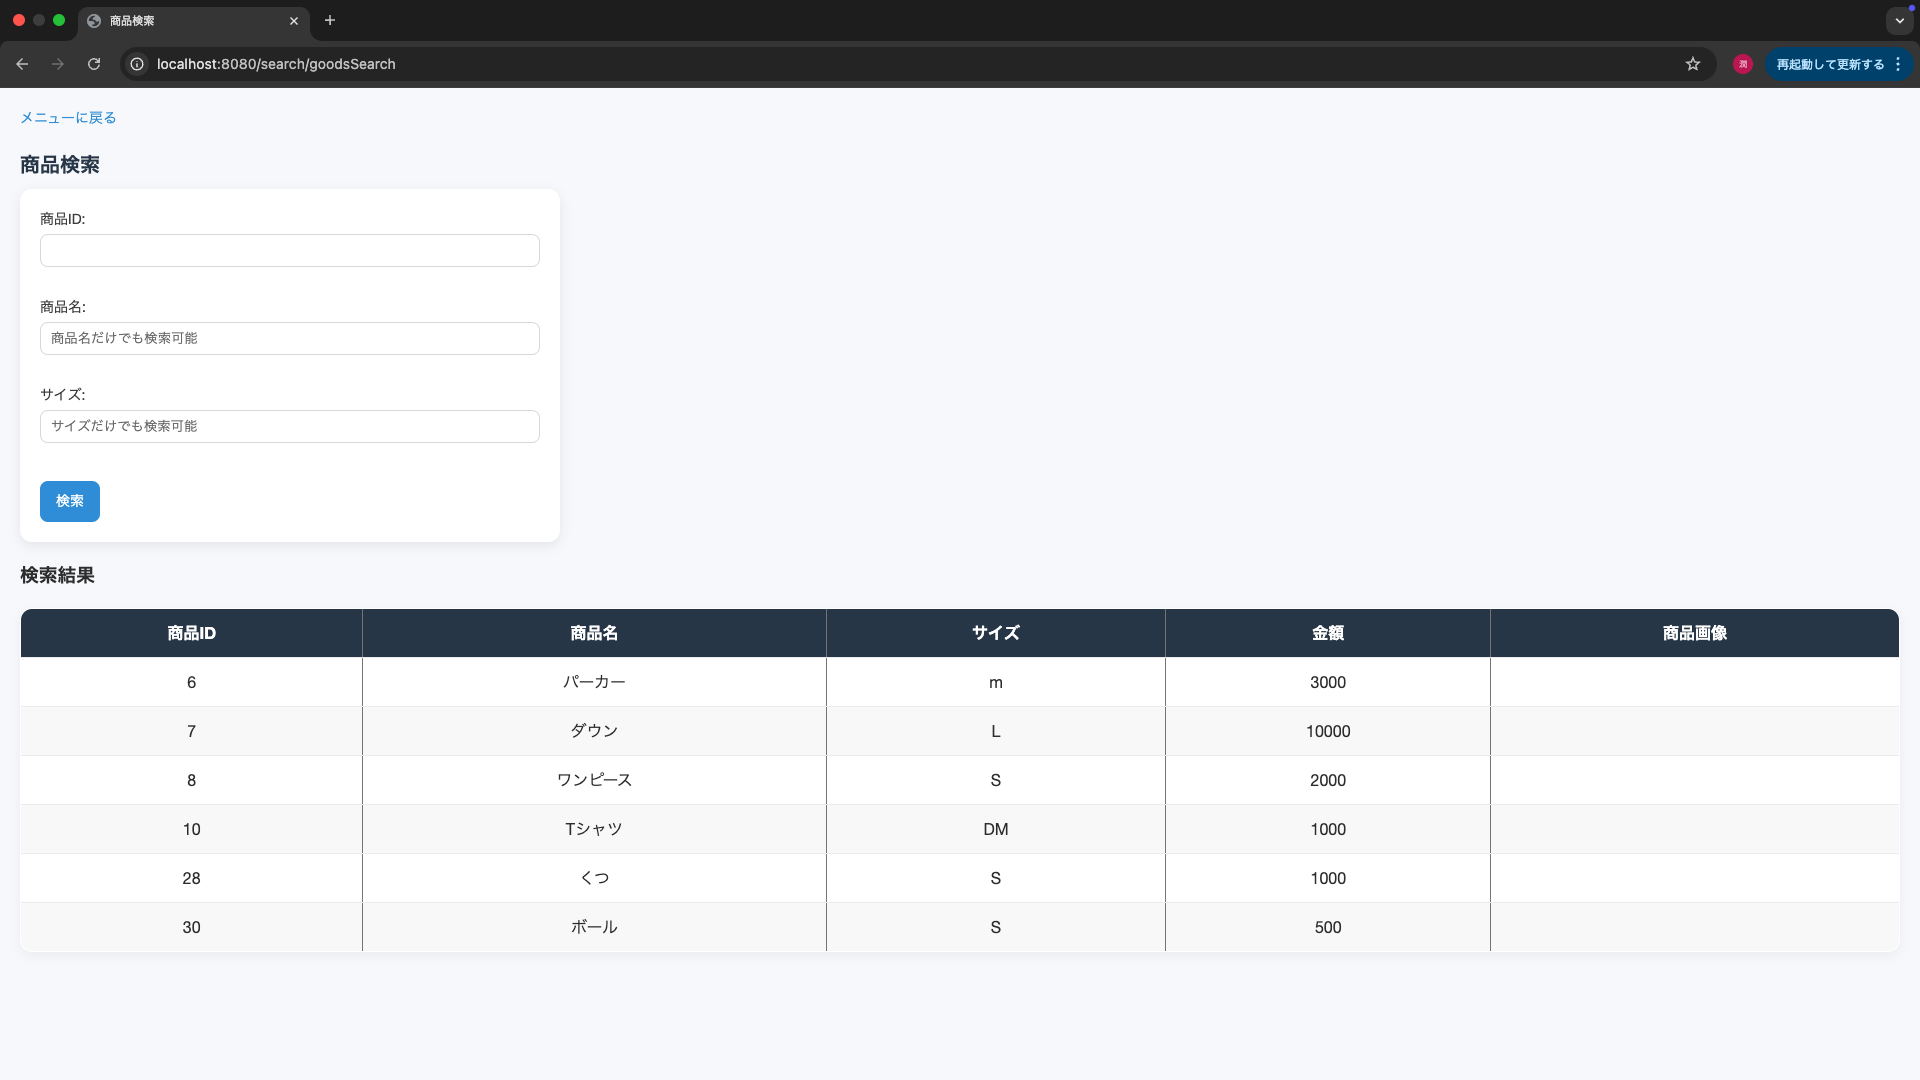 商品検索
localhost:8080/search/goodsSearch
潤
再起動して更新する
メニューに戻る
商品検索
商品ID:
商品名:
商品名だけでも検索可能
サイズ:
サイズだけでも検索可能
検索
検索結果
商品ID 商品名 サイズ 金額 商品画像
6 パーカー m 3000
7 ダウン L 10000
8 ワンピース S 2000
10 Tシャツ DM 1000
28 くつ S 1000
30 ボール S 500